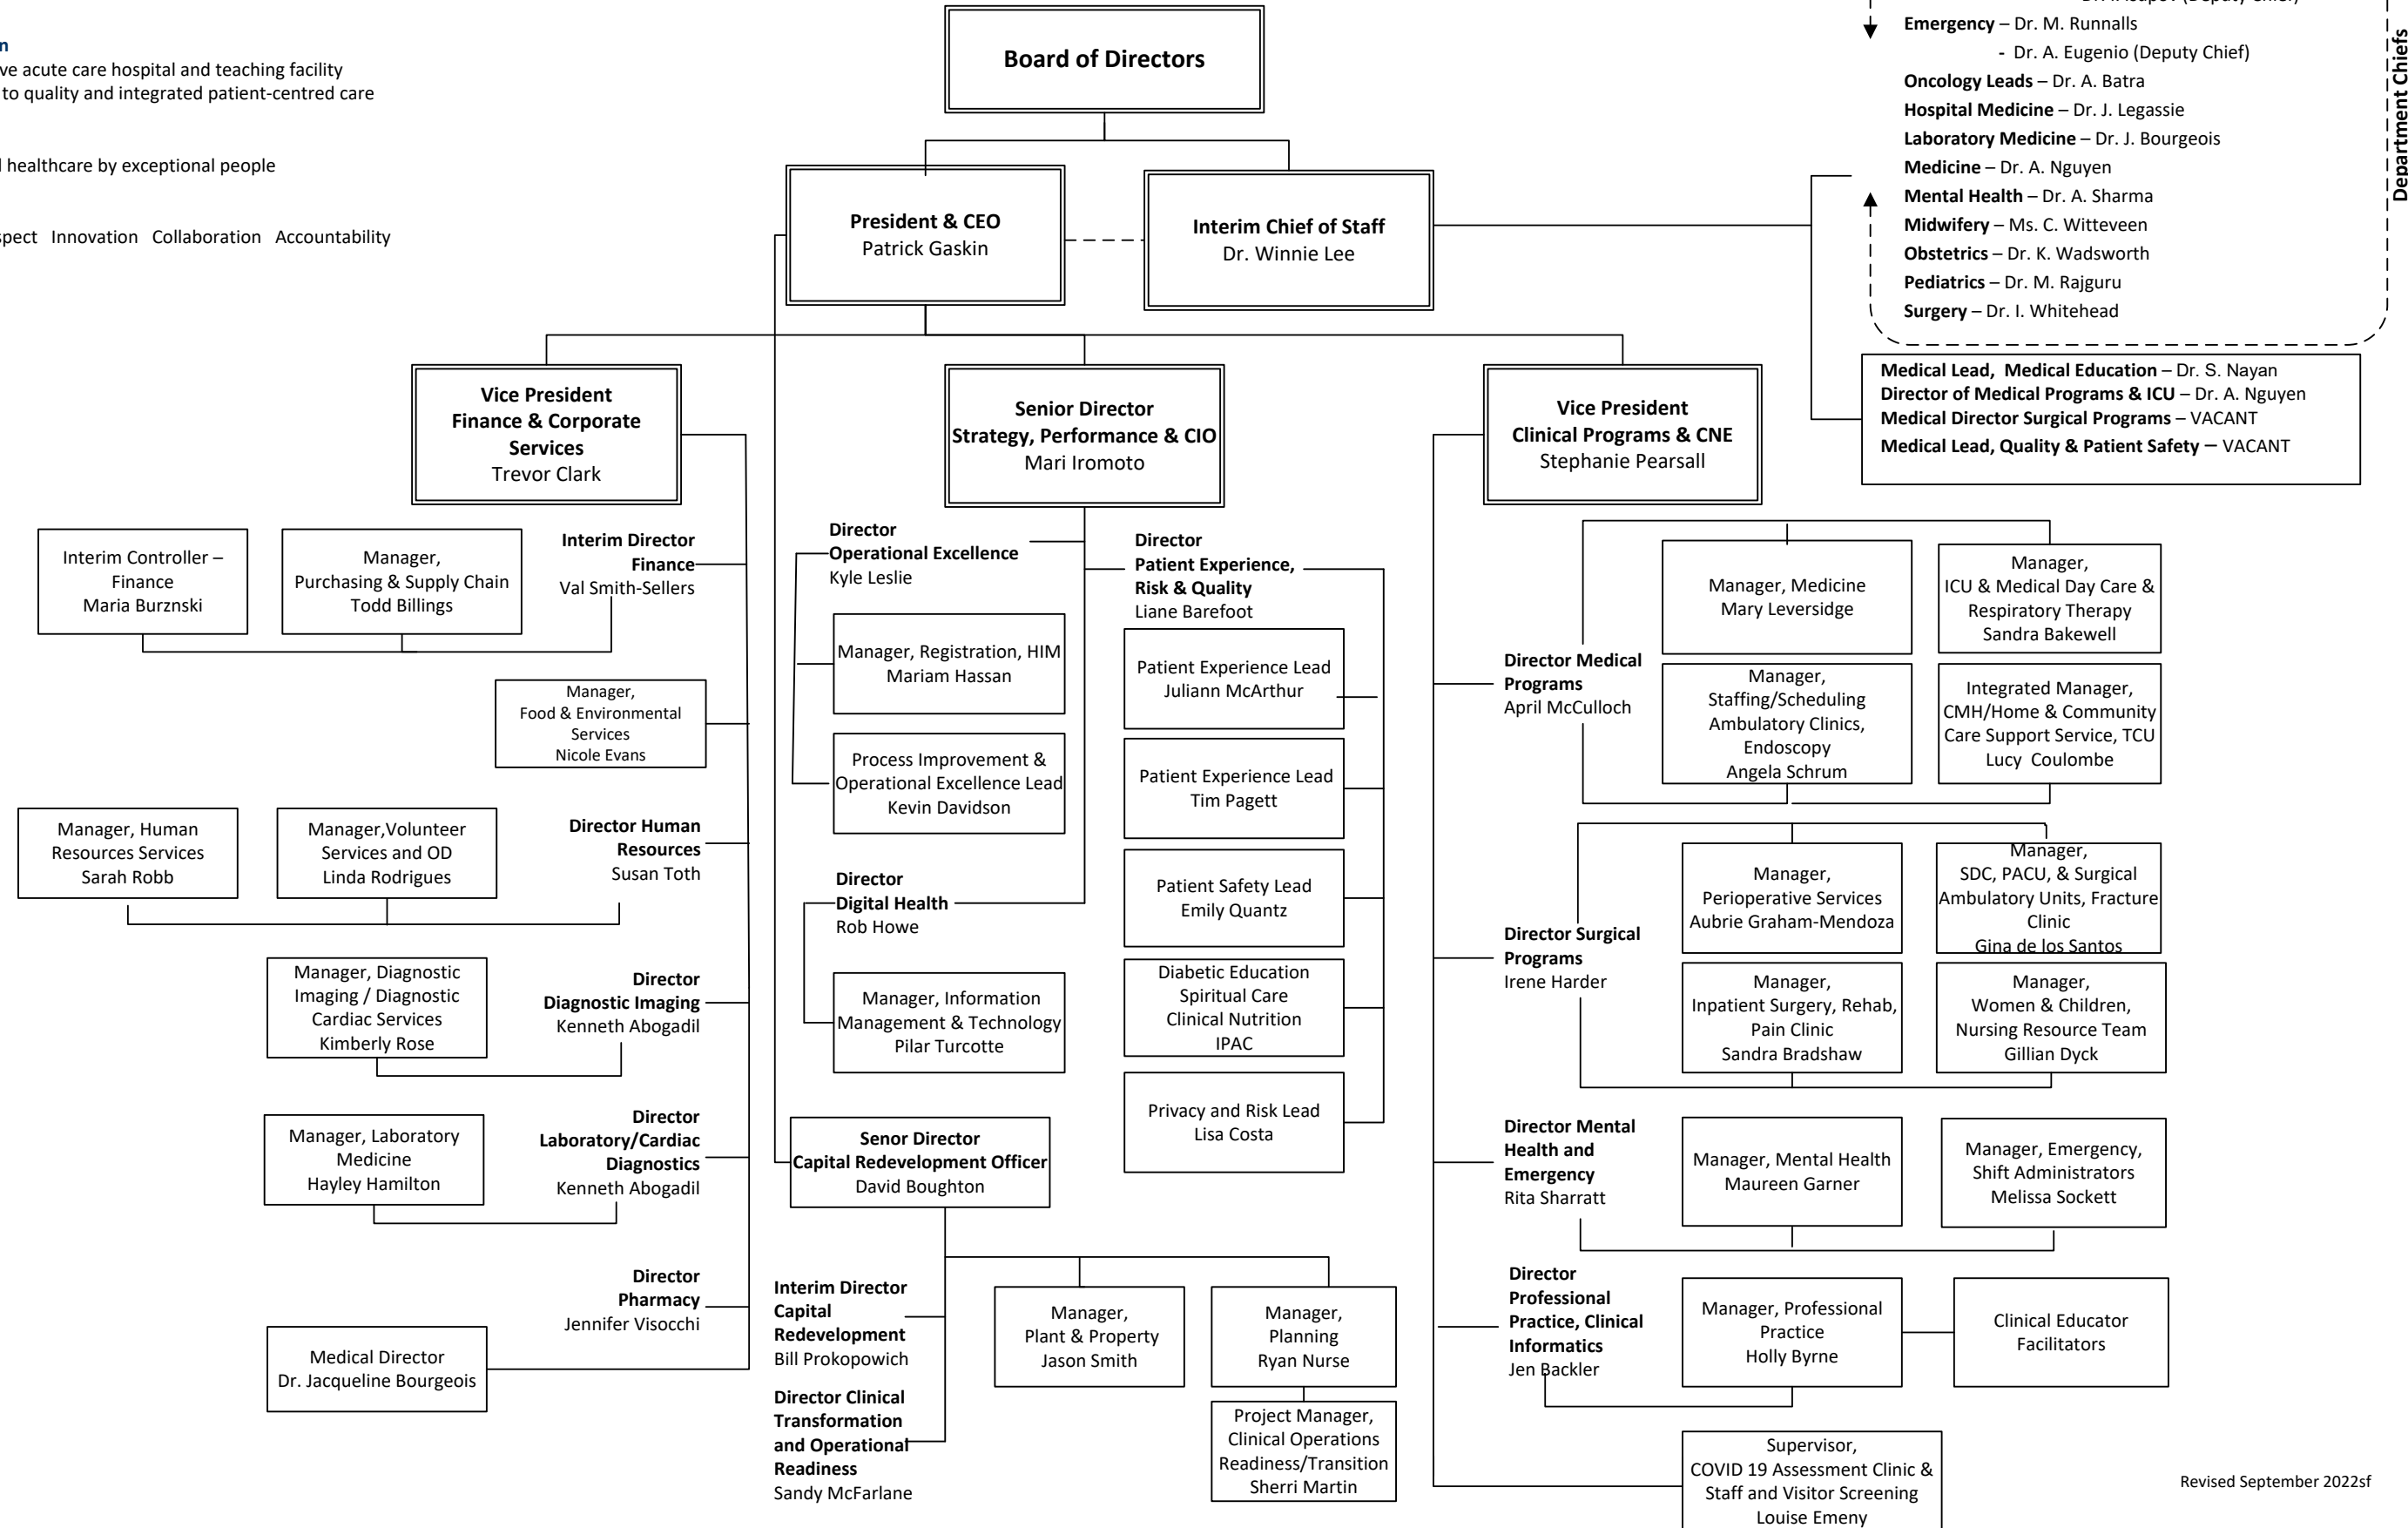 ve acute care hospital and teaching facility
to quality and integrated patient-centred care
healthcare by exceptional people
Innovation Collaboration Accountability
Board of Directors
President & CEO
Patrick Gaskin
Interim Chief of Staff
Dr. Winnie Lee
(Deputy Chief)
Emergency – Dr. M. Runnalls
- Dr. A. Eugenio (Deputy Chief)
Oncology Leads – Dr. A. Batra
Hospital Medicine – Dr. J. Legassie
Laboratory Medicine – Dr. J. Bourgeois
Medicine – Dr. A. Nguyen
Mental Health – Dr. A. Sharma
Midwifery – Ms. C. Witteveen
Obstetrics – Dr. K. Wadsworth
Pediatrics – Dr. M. Rajguru
Surgery – Dr. I. Whitehead
Department Chiefs
Medical Lead, Medical Education – Dr. S. Nayan
Director of Medical Programs & ICU – Dr. A. Nguyen
Medical Director Surgical Programs – VACANT
Medical Lead, Quality & Patient Safety – VACANT
Vice President
Finance & Corporate
Services
Trevor Clark
Senior Director
Strategy, Performance & CIO
Mari Iromoto
Vice President
Clinical Programs & CNE
Stephanie Pearsall
Interim Controller –
Finance
Maria Burznski
Manager,
Purchasing & Supply Chain
Todd Billings
Interim Director
Finance
Val Smith-Sellers
Manager,
Food & Environmental
Services
Nicole Evans
Manager, Human
Resources Services
Sarah Robb
Manager,Volunteer
Services and OD
Linda Rodrigues
Director Human
Resources
Susan Toth
Manager, Diagnostic
Imaging / Diagnostic
Cardiac Services
Kimberly Rose
Director
Diagnostic Imaging
Kenneth Abogadil
Manager, Laboratory
Medicine
Hayley Hamilton
Director
Laboratory/Cardiac
Diagnostics
Kenneth Abogadil
Director
Pharmacy
Jennifer Visocchi
Medical Director
Dr. Jacqueline Bourgeois
Director
Operational Excellence
Kyle Leslie
Manager, Registration, HIM
Mariam Hassan
Process Improvement &
Operational Excellence Lead
Kevin Davidson
Director
Digital Health
Rob Howe
Manager, Information
Management & Technology
Pilar Turcotte
Director
Patient Experience,
Risk & Quality
Liane Barefoot
Patient Experience Lead
Juliann McArthur
Patient Experience Lead
Tim Pagett
Patient Safety Lead
Emily Quantz
Diabetic Education
Spiritual Care
Clinical Nutrition
IPAC
Privacy and Risk Lead
Lisa Costa
Senor Director
Capital Redevelopment Officer
David Boughton
Interim Director
Capital
Redevelopment
Bill Prokopowich
Director Clinical
Transformation
and Operational
Readiness
Sandy McFarlane
Manager,
Plant & Property
Jason Smith
Manager,
Planning
Ryan Nurse
Project Manager,
Clinical Operations
Readiness/Transition
Sherri Martin
Director Medical
Programs
April McCulloch
Manager, Medicine
Mary Leversidge
Manager,
ICU & Medical Day Care &
Respiratory Therapy
Sandra Bakewell
Manager,
Staffing/Scheduling
Ambulatory Clinics,
Endoscopy
Angela Schrum
Integrated Manager,
CMH/Home & Community
Care Support Service, TCU
Lucy Coulombe
Director Surgical
Programs
Irene Harder
Manager,
Perioperative Services
Aubrie Graham-Mendoza
Manager,
SDC, PACU, & Surgical
Ambulatory Units, Fracture
Clinic
Gina de los Santos
Manager,
Inpatient Surgery, Rehab,
Pain Clinic
Sandra Bradshaw
Manager,
Women & Children,
Nursing Resource Team
Gillian Dyck
Director Mental
Health and
Emergency
Rita Sharratt
Manager, Mental Health
Maureen Garner
Manager, Emergency,
Shift Administrators
Melissa Sockett
Director
Professional
Practice, Clinical
Informatics
Jen Backler
Manager, Professional
Practice
Holly Byrne
Clinical Educator
Facilitators
Supervisor,
COVID 19 Assessment Clinic &
Staff and Visitor Screening
Louise Emeny
Revised September 2022sf